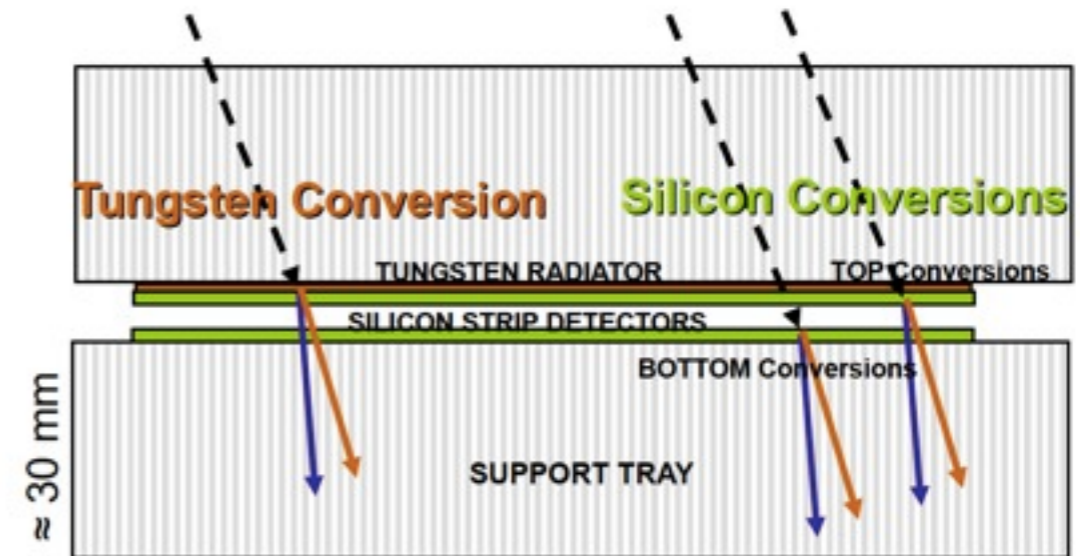 Tungsten Conversion
Silicon Conversions
TUNGSTEN RADIATOR
TOP Conversions
SILICON STRIP DETECTORS
BOTTOM Conversions
SUPPORT TRAY
≈ 30 mm